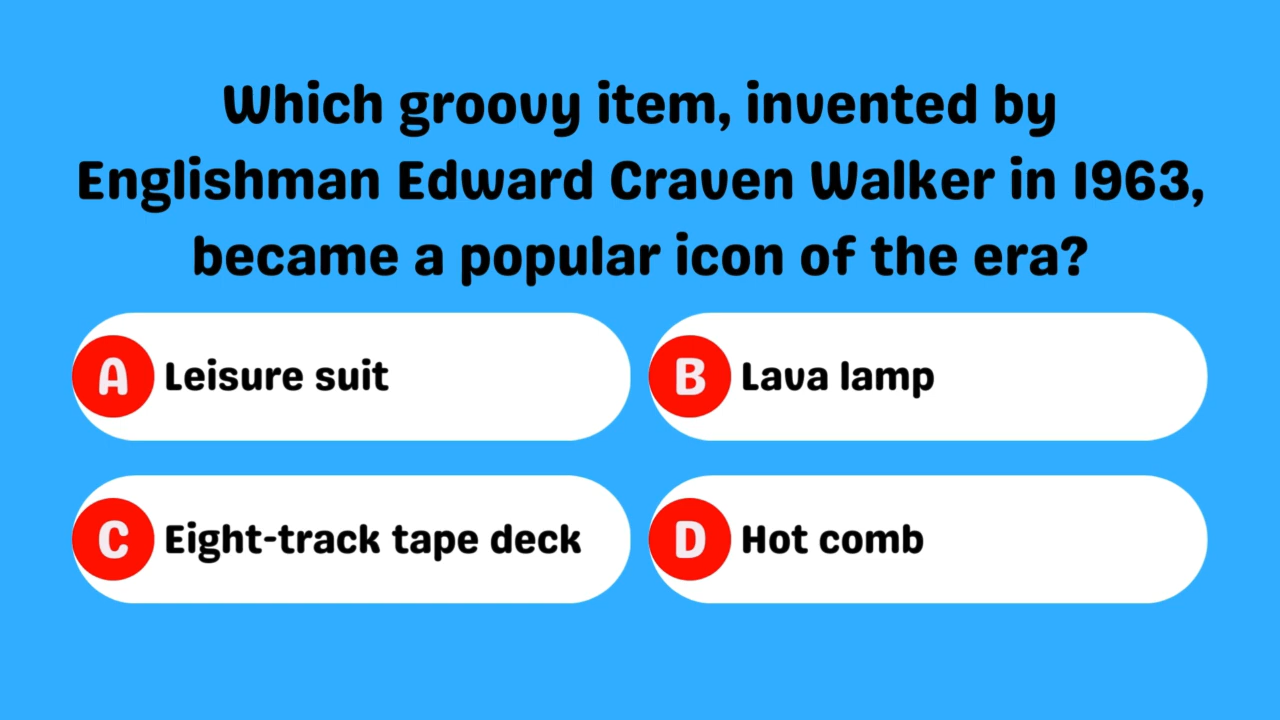 Which groovy item, invented by
Englishman Edward Craven Walker in 1963,
became a popular icon of the era?
A Leisure suit
B Lava lamp
C Eight-track tape deck
D Hot comb